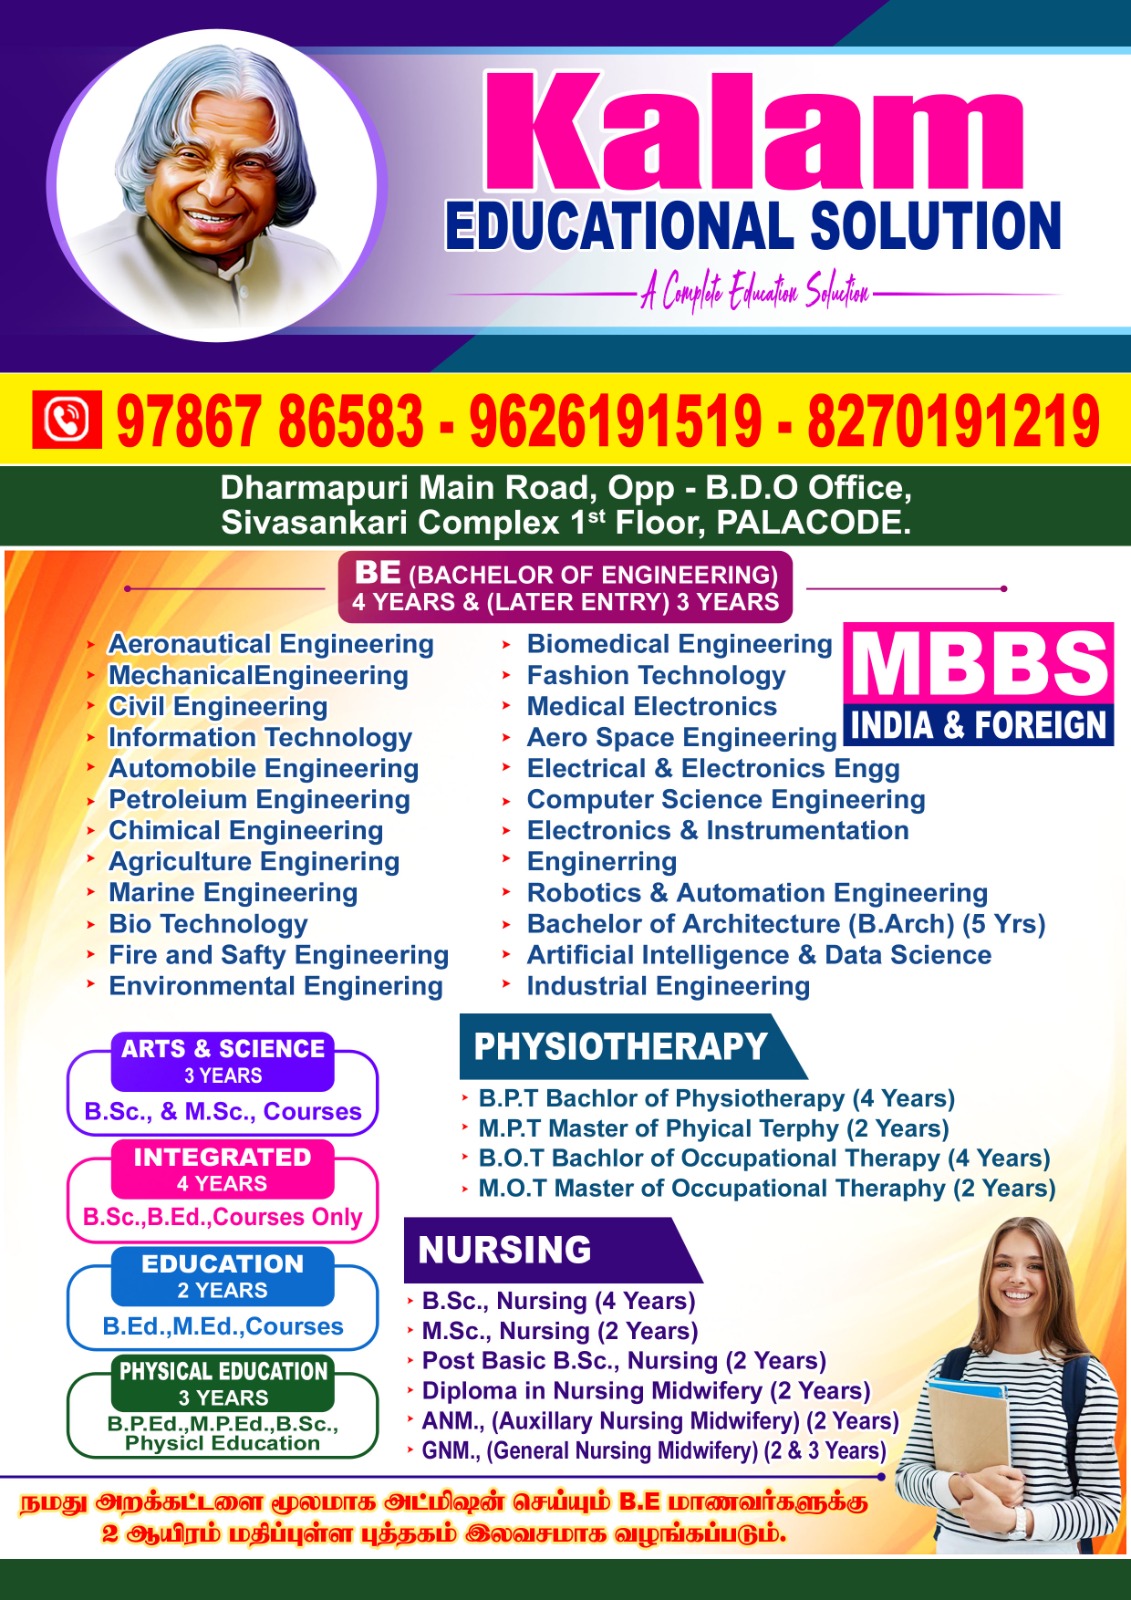 Kalam
EDUCATIONAL SOLUTION
A Complete Education Soluction
97867 86583 - 9626191519 - 8270191219
Dharmapuri Main Road, Opp - B.D.O Office,
Sivasankari Complex 1st Floor, PALACODE.
BE (BACHELOR OF ENGINEERING)
4 YEARS & (LATER ENTRY) 3 YEARS
Aeronautical Engineering
MechanicalEngineering
Civil Engineering
Information Technology
Automobile Engineering
Petroleium Engineering
Chimical Engineering
Agriculture Enginering
Marine Engineering
Bio Technology
Fire and Safty Engineering
Environmental Enginering
Biomedical Engineering
Fashion Technology
Medical Electronics
Aero Space Engineering
Electrical & Electronics Engg
Computer Science Engineering
Electronics & Instrumentation
Enginerring
Robotics & Automation Engineering
Bachelor of Architecture (B.Arch) (5 Yrs)
Artificial Intelligence & Data Science
Industrial Engineering
MBBS
INDIA & FOREIGN
ARTS & SCIENCE
3 YEARS
B.Sc., & M.Sc., Courses
INTEGRATED
4 YEARS
B.Sc.,B.Ed.,Courses Only
EDUCATION
2 YEARS
B.Ed.,M.Ed.,Courses
PHYSICAL EDUCATION
3 YEARS
B.P.Ed.,M.P.Ed.,B.Sc.,
Physicl Education
PHYSIOTHERAPY
B.P.T Bachlor of Physiotherapy (4 Years)
M.P.T Master of Phyical Terphy (2 Years)
B.O.T Bachlor of Occupational Therapy (4 Years)
M.O.T Master of Occupational Theraphy (2 Years)
NURSING
B.Sc., Nursing (4 Years)
M.Sc., Nursing (2 Years)
Post Basic B.Sc., Nursing (2 Years)
Diploma in Nursing Midwifery (2 Years)
ANM., (Auxillary Nursing Midwifery) (2 Years)
GNM., (General Nursing Midwifery) (2 & 3 Years)
நமது அறக்கட்டளை மூலமாக அட்மிஷன் செய்யும் B.E மாணவர்களுக்கு
2 ஆயிரம் மதிப்புள்ள புத்தகம் இலவசமாக வழங்கப்படும்.